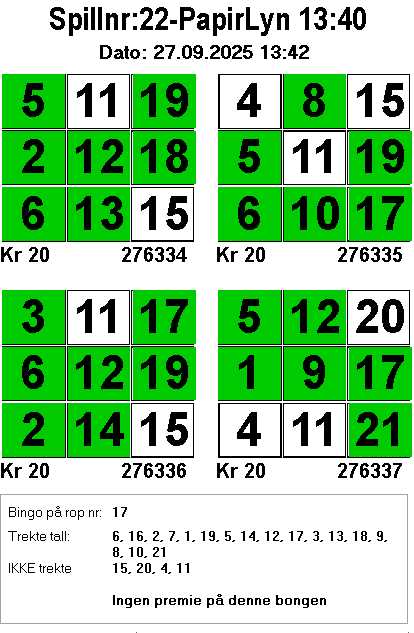 Spillnr:22-PapirLyn 13:40
Dato: 27.09.2025 13:42
5 11 19
2 12 18
6 13 15
Kr 20 276334
4 8 15
5 11 19
6 10 17
Kr 20 276335
3 11 17
6 12 19
2 14 15
Kr 20 276336
5 12 20
1 9 17
4 11 21
Kr 20 276337
Bingo på rop nr: 17
Trekte tall: 6, 16, 2, 7, 1, 19, 5, 14, 12, 17, 3, 13, 18, 9,
8, 10, 21
IKKE trekte 15, 20, 4, 11
Ingen premie på denne bongen